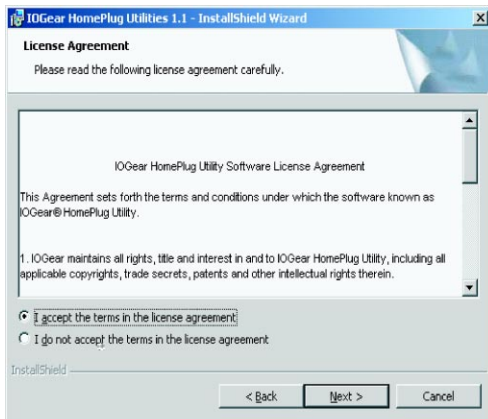 IOGear HomePlug Utilities 1.1 - InstallShield Wizard
License Agreement
Please read the following license agreement carefully.
IOGear HomePlug Utility Software License Agreement
This Agreement sets forth the terms and conditions under which the software known as
IOGear® HomePlug Utility.
1. IOGear maintains all rights, title and interest in and to IOGear HomePlug Utility, including all
applicable copyrights, trade secrets, patents and other intellectual rights therein.
I accept the terms in the license agreement
I do not accept the terms in the license agreement
InstallShield
< Back Next > Cancel